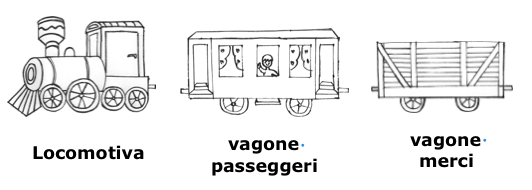 Locomotiva
vagone
passeggeri
vagone
merci